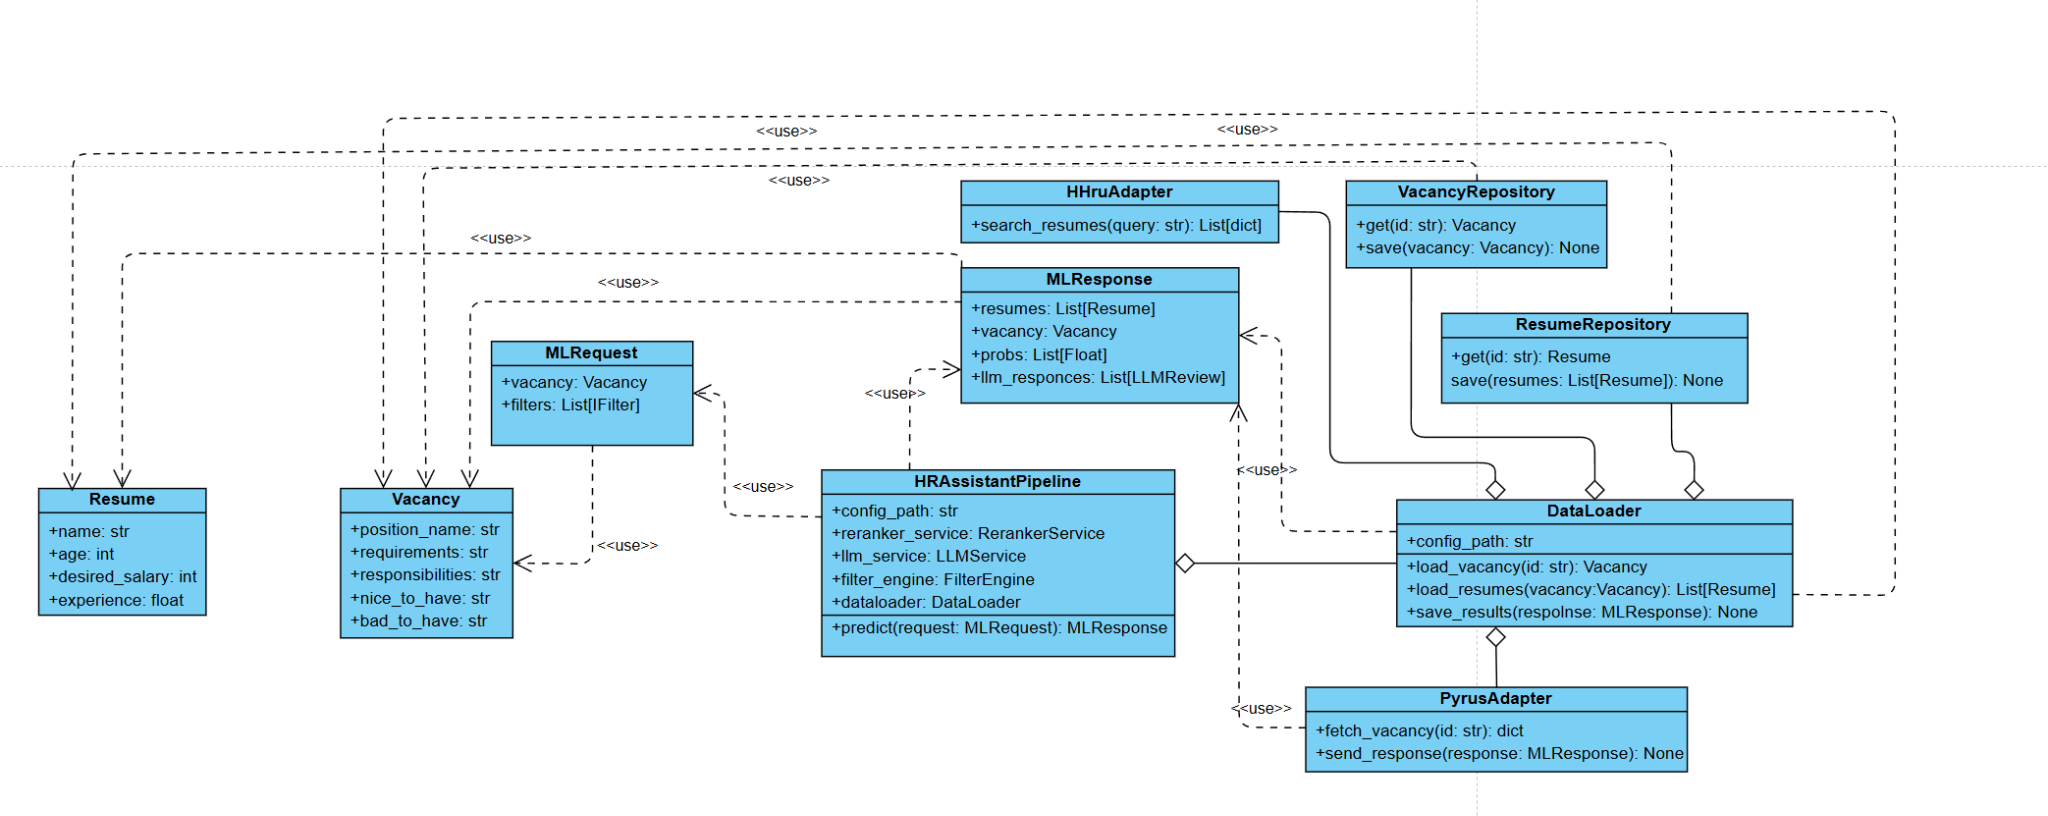 <<use>>
<<use>>
<<use>>
HHruAdapter
+search_resumes(query: str): List[dict]
VacancyRepository
+get(id: str): Vacancy
+save(vacancy: Vacancy): None
<<use>>
<<use>>
MLResponse
+resumes: List[Resume]
+vacancy: Vacancy
+probs: List[Float]
+llm_responces: List[LLMReview]
ResumeRepository
+get(id: str): Resume
save(resumes: List[Resume]): None
MLRequest
+vacancy: Vacancy
+filters: List[IFilter]
<<use>>
<<use>>
<<use>>
<<use>>
Resume
+name: str
+age: int
+desired_salary: int
+experience: float
Vacancy
+position_name: str
+requirements: str
+responsibilities: str
+nice_to_have: str
+bad_to_have: str
HRAssistantPipeline
+config_path: str
+reranker_service: RerankerService
+llm_service: LLMService
+filter_engine: FilterEngine
+dataloader: DataLoader
+predict(request: MLRequest): MLResponse
DataLoader
+config_path: str
+load_vacancy(id: str): Vacancy
+load_resumes(vacancy:Vacancy): List[Resume]
+save_results(respolnse: MLResponse): None
<<use>>
PyrusAdapter
+fetch_vacancy(id: str): dict
+send_response(response: MLResponse): None